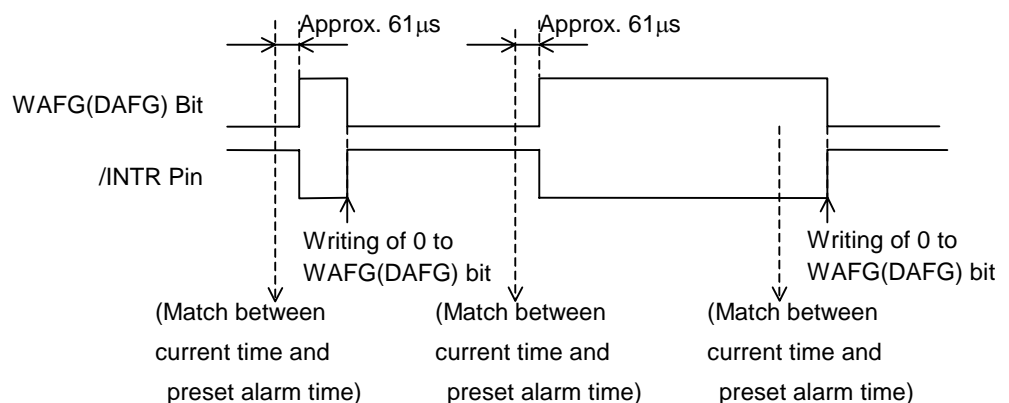 Approx. 61μs
Approx. 61μs
WAFG(DAFG) Bit
/INTR Pin
Writing of 0 to
WAFG(DAFG) bit
Writing of 0 to
WAFG(DAFG) bit
(Match between
current time and
preset alarm time)
(Match between
current time and
preset alarm time)
(Match between
current time and
preset alarm time)